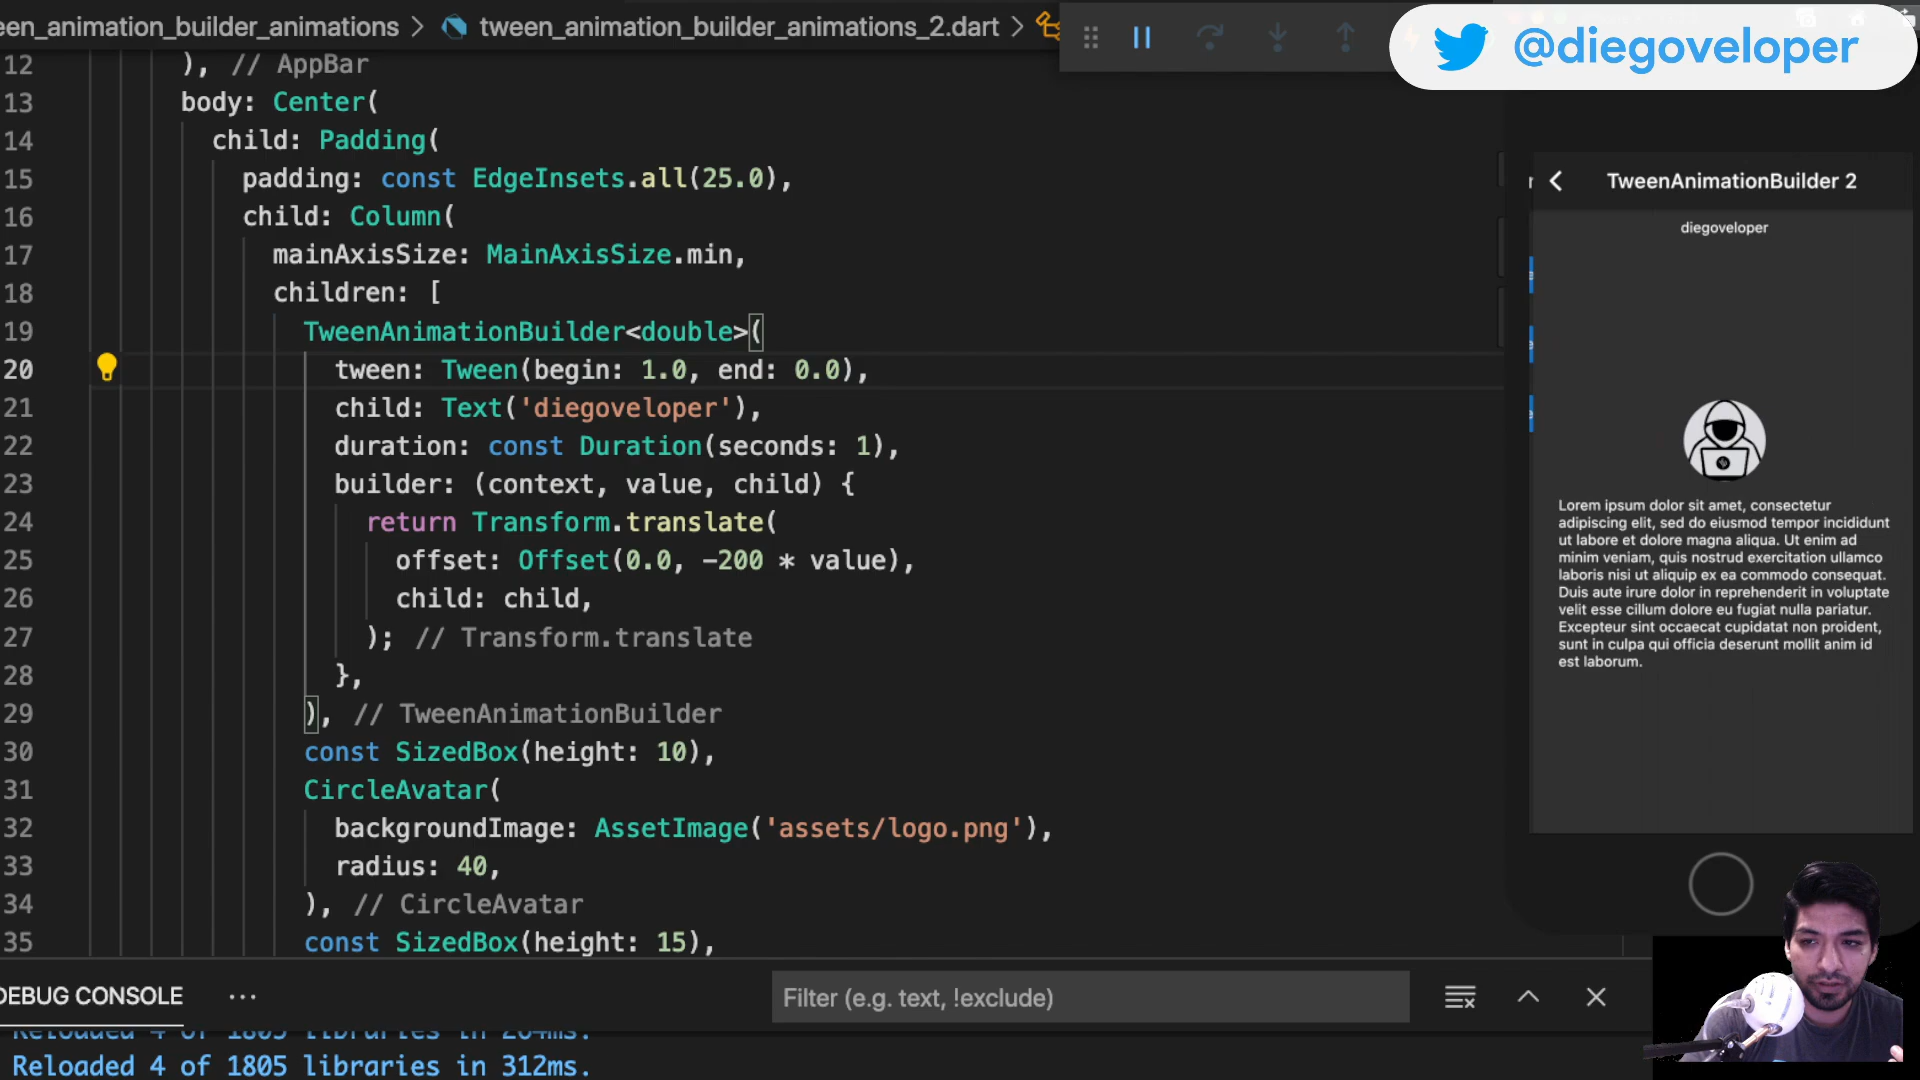 een_animation_builder_animations > tween_animation_builder_animations_2.dart >
@diegoveloper
12 ), // AppBar
13 body: Center(
14 child: Padding(
15 padding: const EdgeInsets.all(25.0),
16 child: Column(
17 mainAxisSize: MainAxisSize.min,
18 children: [
19 TweenAnimationBuilder<double>(
20 tween: Tween(begin: 1.0, end: 0.0),
21 child: Text('diegoveloper'),
22 duration: const Duration(seconds: 1),
23 builder: (context, value, child) {
24 return Transform.translate(
25 offset: Offset(0.0, -200 * value),
26 child: child,
27 ); // Transform.translate
28 },
29 ), // TweenAnimationBuilder
30 const SizedBox(height: 10),
31 CircleAvatar(
32 backgroundImage: AssetImage('assets/logo.png'),
33 radius: 40,
34 ), // CircleAvatar
35 const SizedBox(height: 15),
TweenAnimationBuilder 2
diegoveloper
Lorem ipsum dolor sit amet, consectetur
adipiscing elit, sed do eiusmod tempor incididunt
ut labore et dolore magna aliqua. Ut enim ad
minim veniam, quis nostrud exercitation ullamco
laboris nisi ut aliquip ex ea commodo consequat.
Duis aute irure dolor in reprehenderit in voluptate
velit esse cillum dolore eu fugiat nulla pariatur.
Excepteur sint occaecat cupidatat non proident,
sunt in culpa qui officia deserunt mollit anim id
est laborum.
DEBUG CONSOLE ...
Filter (e.g. text, !exclude)
Reloaded 4 of 1805 libraries in 264ms.
Reloaded 4 of 1805 libraries in 312ms.